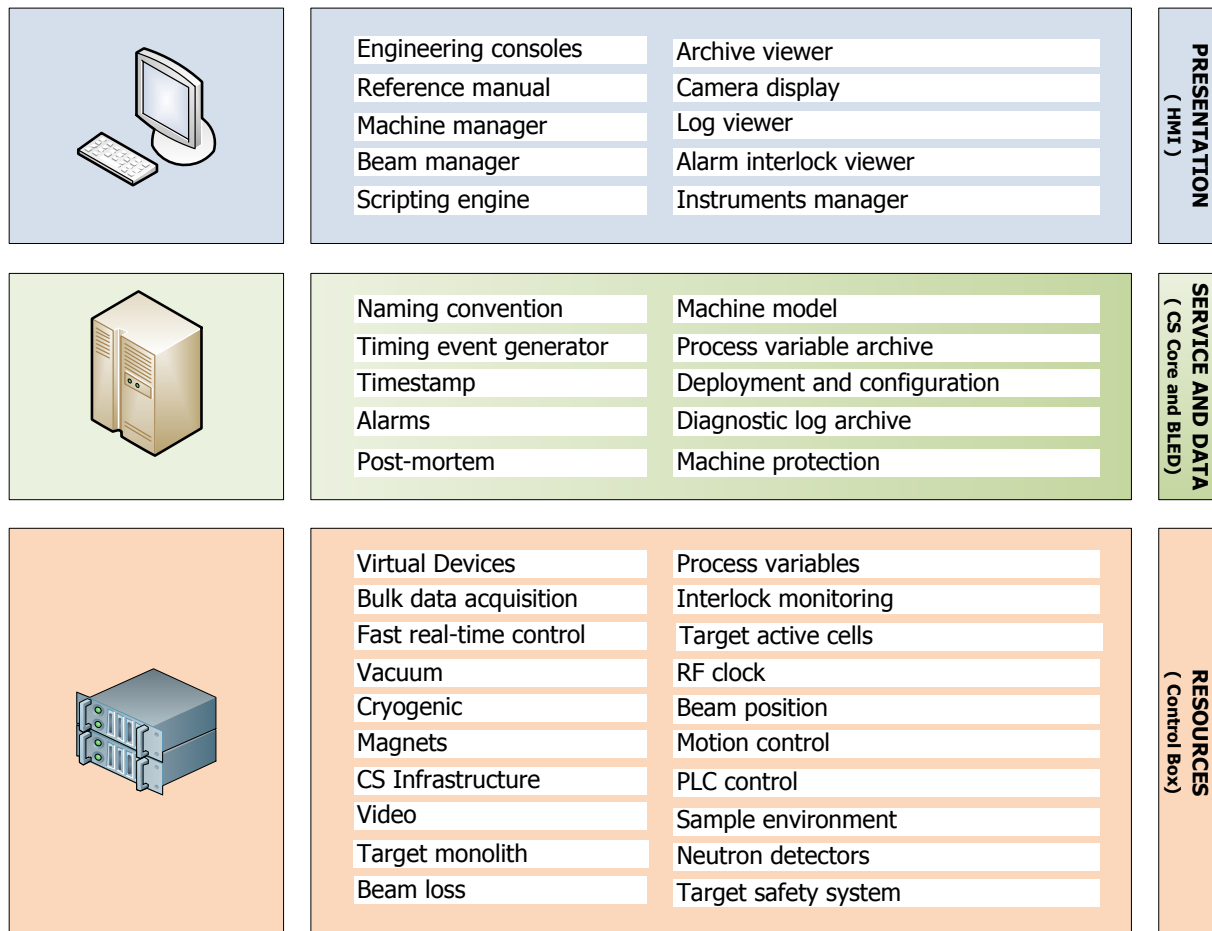 Engineering consoles
Reference manual
Machine manager
Beam manager
Scripting engine
Archive viewer
Camera display
Log viewer
Alarm interlock viewer
Instruments manager
PRESENTATION
( HMI )
Naming convention
Timing event generator
Timestamp
Alarms
Post-mortem
Machine model
Process variable archive
Deployment and configuration
Diagnostic log archive
Machine protection
SERVICE AND DATA
( CS Core and BLED)
Virtual Devices
Bulk data acquisition
Fast real-time control
Vacuum
Cryogenic
Magnets
CS Infrastructure
Video
Target monolith
Beam loss
Process variables
Interlock monitoring
Target active cells
RF clock
Beam position
Motion control
PLC control
Sample environment
Neutron detectors
Target safety system
RESOURCES
( Control Box)